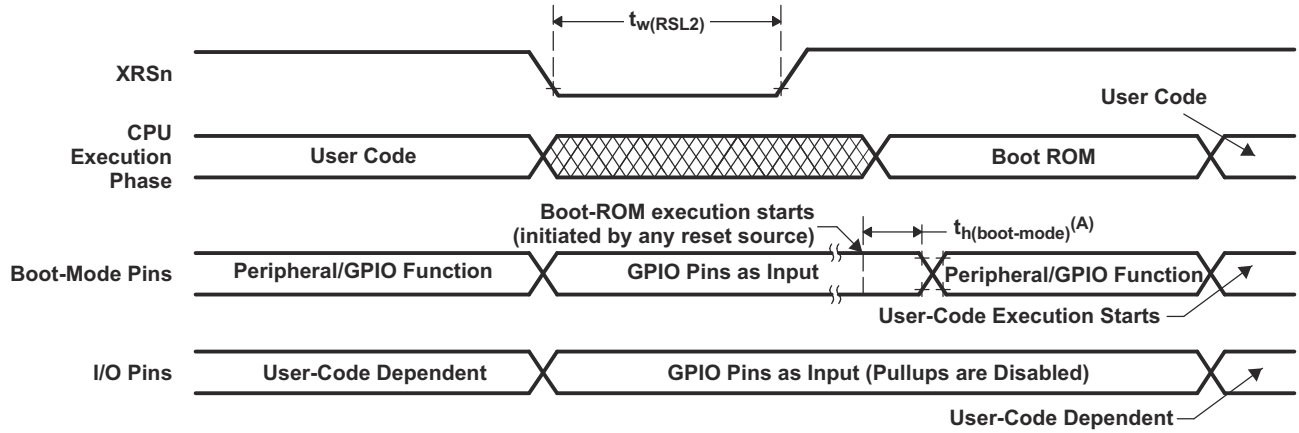 tw(RSL2)
XRSn
User Code
CPU
Execution
Phase
User Code
Boot ROM
Boot-ROM execution starts
(initiated by any reset source)
th(boot-mode)(A)
Boot-Mode Pins
Peripheral/GPIO Function
GPIO Pins as Input
Peripheral/GPIO Function
User-Code Execution Starts
I/O Pins
User-Code Dependent
GPIO Pins as Input (Pullups are Disabled)
User-Code Dependent